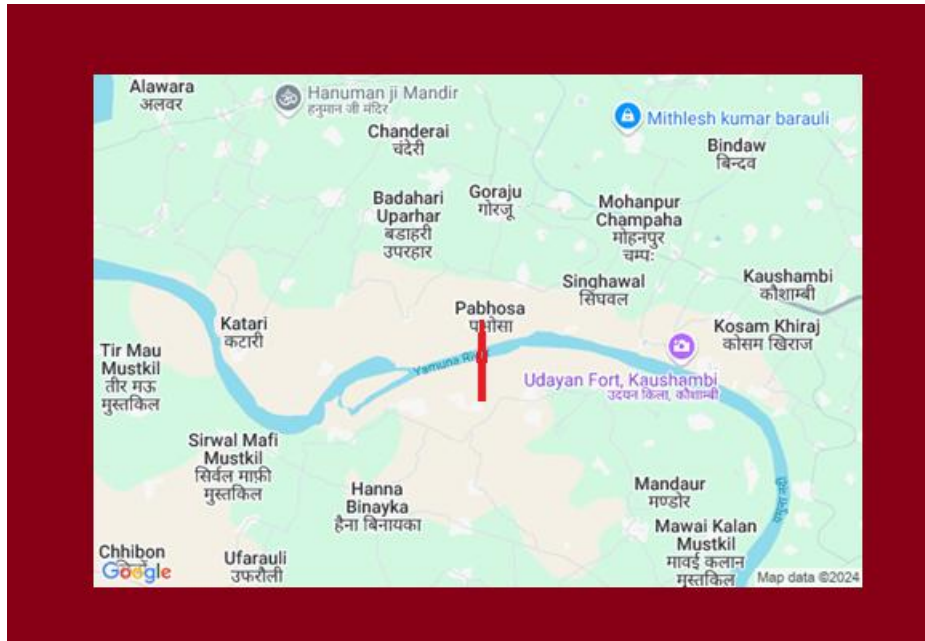 Alawara
अलवर
Hanuman ji Mandir
हनुमान जी मंदिर
Chanderai
चंदेरी
Mithlesh kumar barauli
Bindaw
बिन्दव
Badahari
Uparhar
बडाहरी
उपरहार
Goraju
गोरजू
Mohanpur
Champaha
मोहनपुर
चम्पः
Singhawal
सिंघवल
Kaushambi
कौशाम्बी
Pabhosa
Katari
कटारी
Kosam Khiraj
कोसम खिराज
Tir Mau
Mustkil
तीर मऊ
मुस्तकिल
Yamuna
Udayan Fort, Kaushambi
उदयन किला, कौशाम्बी
Sirwal Mafi
Mustkil
सिर्वल माफ़ी
मुस्तकिल
Hanna
Binayka
हैना बिनायका
Mandaur
मण्डोर
यमुना नदी
Mawai Kalan
Mustkil
मावई कलान
मुस्तकिल
Chhibon
Ufarauli
उफरौली
Google
Map data ©2024